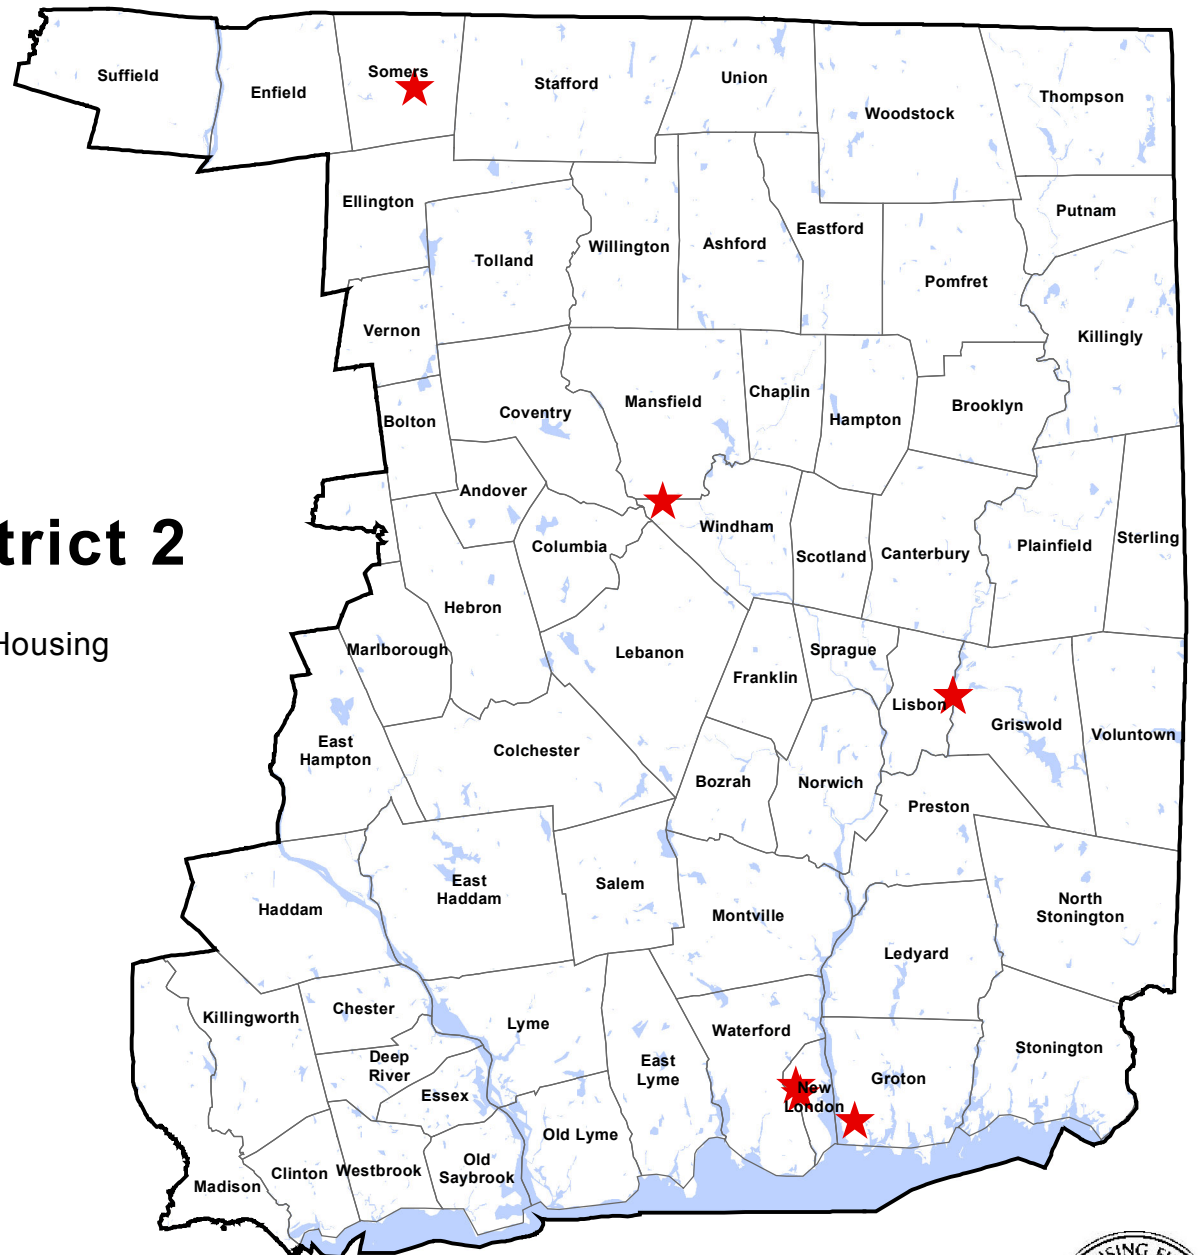 Suffield
Enfield
Somers
Stafford
Union
Woodstock
Thompson
Ellington
Tolland
Willington
Ashford
Eastford
Putnam
Pomfret
Vernon
Killingly
Bolton
Coventry
Mansfield
Chaplin
Hampton
Brooklyn
Andover
Columbia
Windham
Scotland
Canterbury
Plainfield
Sterling
trict 2
Housing
Hebron
Marlborough
Lebanon
Franklin
Sprague
Lisbon
Griswold
Voluntown
East
Hampton
Colchester
Bozrah
Norwich
Preston
Haddam
East
Haddam
Salem
Montville
Ledyard
North
Stonington
Killingworth
Chester
Deep
River
Essex
Lyme
East
Lyme
Waterford
New
London
Groton
Stonington
Madison
Clinton
Westbrook
Old
Saybrook
Old Lyme